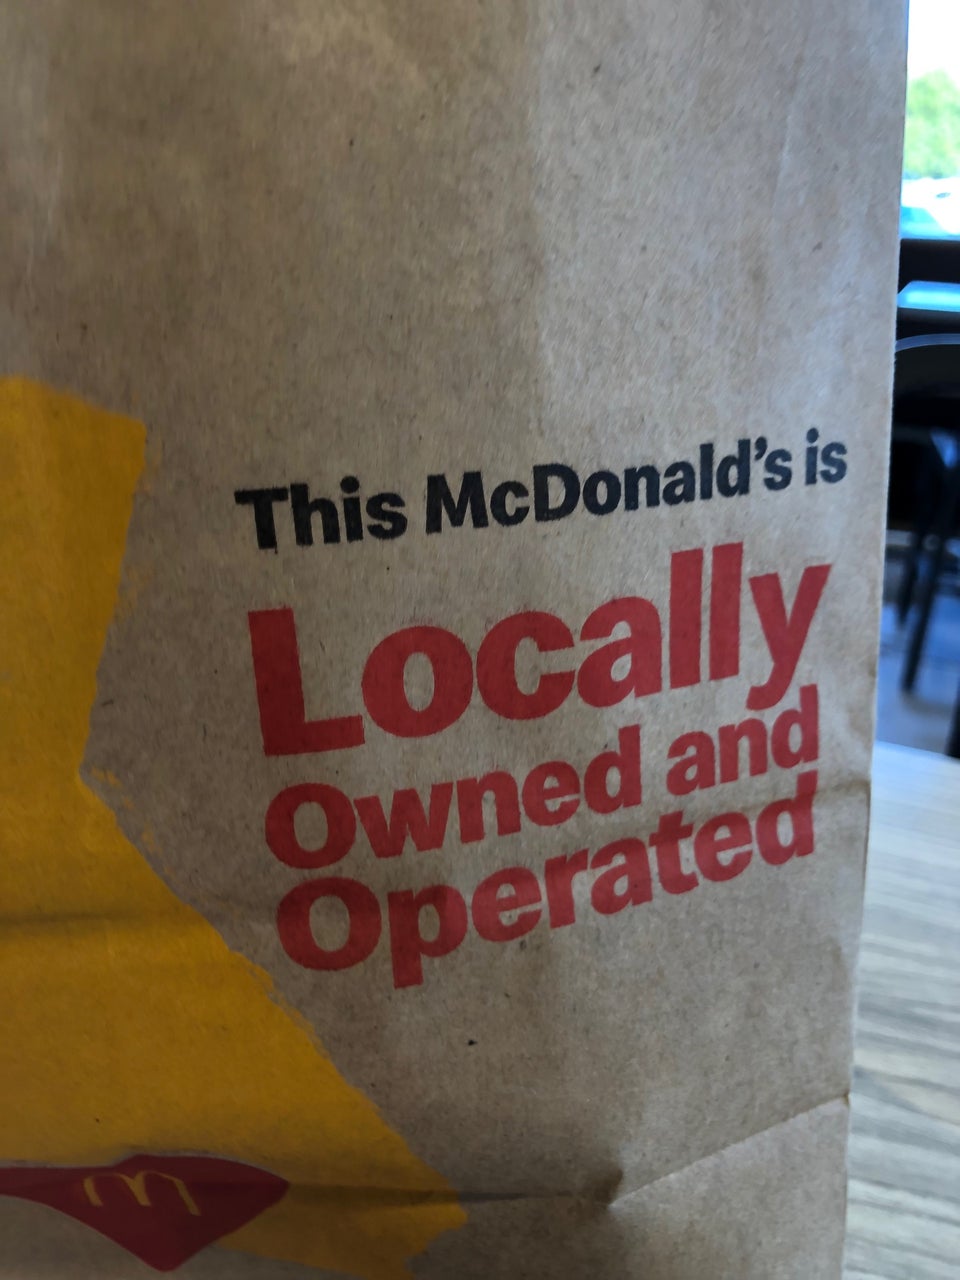 This McDonald's is
Locally
Owned and
Operated